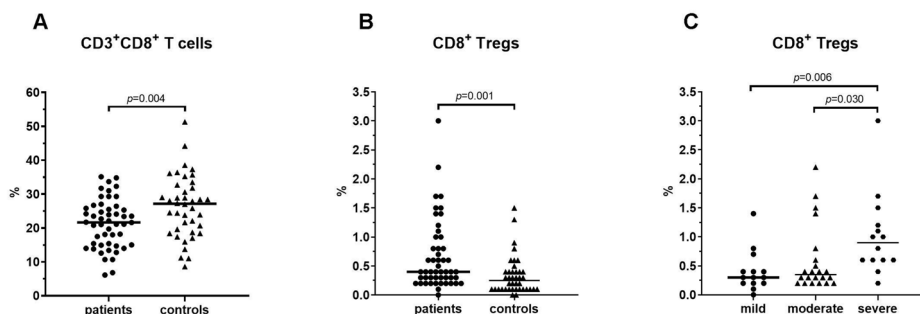 A
CD3⁺CD8⁺ T cells
p=0.004
60
50
40
30
20
10
0
%
patients
controls
B
CD8⁺ Tregs
p=0.001
3.5
3.0
2.5
2.0
1.5
1.0
0.5
0.0
%
patients
controls
C
CD8⁺ Tregs
p=0.006
p=0.030
3.5
3.0
2.5
2.0
1.5
1.0
0.5
0.0
%
mild
moderate
severe